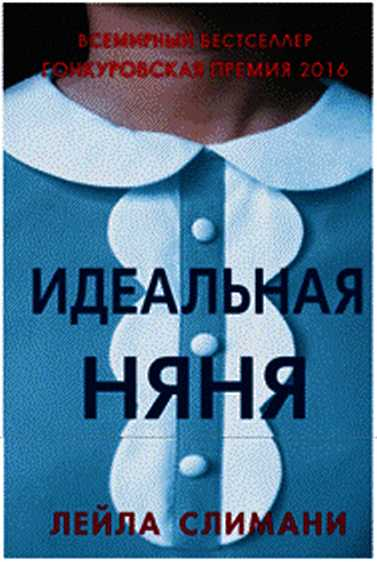 ВСЕМИРНЫЙ БЕСТСЕЛЛЕР
ГОНКУРОВСКАЯ ПРЕМИЯ 2016
ИДЕАЛЬНАЯ
НЯНЯ
ЛЕЙЛА СЛИМАНИ